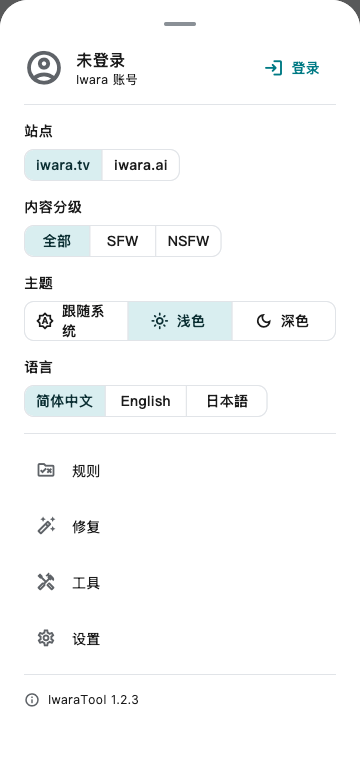 未登录
Iwara 账号
登录
站点
iwara.tv
iwara.ai
内容分级
全部
SFW
NSFW
主题
跟随系
统
浅色
深色
语言
简体中文
English
日本語
规则
修复
工具
设置
IwaraTool 1.2.3